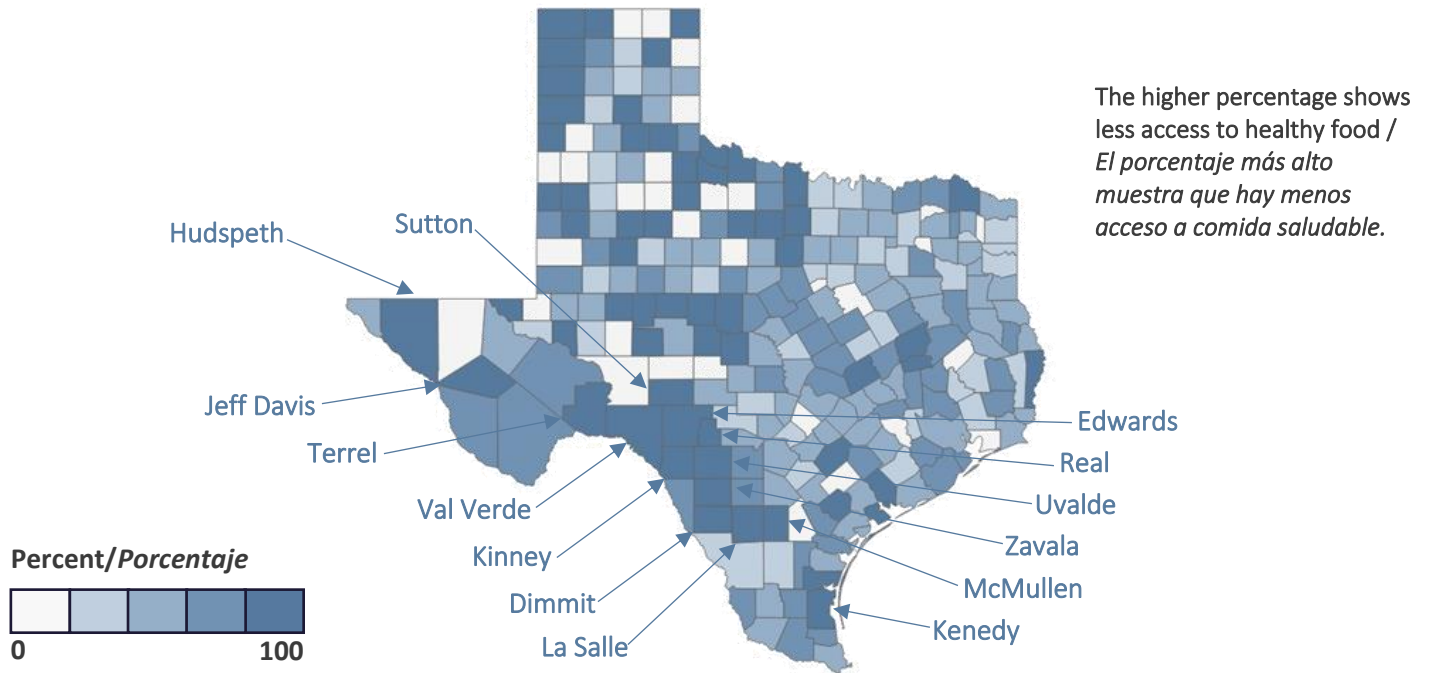 The higher percentage shows
less access to healthy food /
El porcentaje más alto
muestra que hay menos
acceso a comida saludable.
Hudspeth
Sutton
Jeff Davis
Terrel
Val Verde
Kinney
Dimmit
La Salle
Edwards
Real
Uvalde
Zavala
McMullen
Kenedy
Percent/Porcentaje
0 100